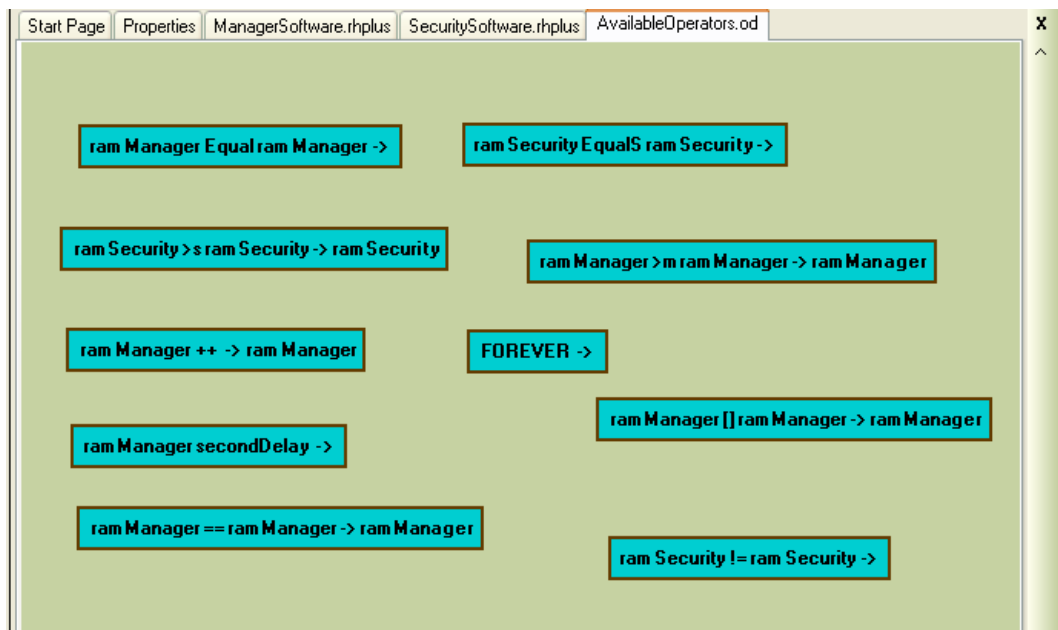 Start Page Properties ManagerSoftware.rhplus SecuritySoftware.rhplus AvailableOperators.od X
ram Manager Equal ram Manager ->
ram Security EqualS ram Security ->
ram Security >s ram Security -> ram Security
ram Manager >m ram Manager -> ram Manager
ram Manager ++ -> ram Manager
FOREVER ->
ram Manager [] ram Manager -> ram Manager
ram Manager secondDelay ->
ram Manager == ram Manager -> ram Manager
ram Security != ram Security ->